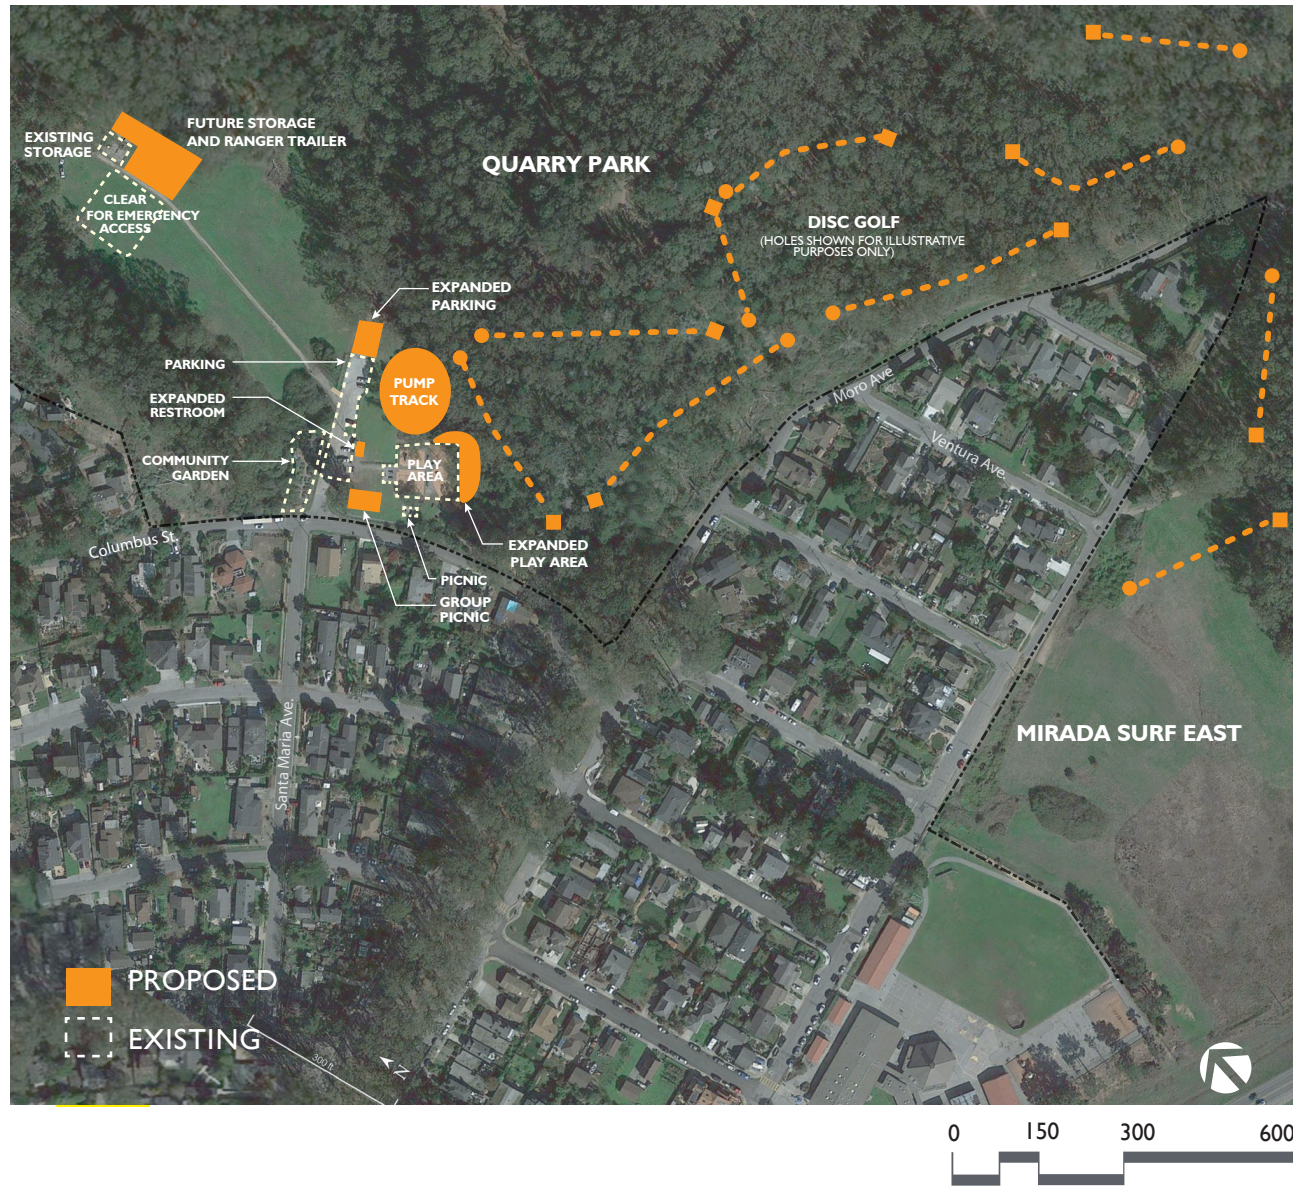 EXISTING
STORAGE
FUTURE STORAGE
AND RANGER TRAILER
QUARRY PARK
CLEAR
FOR EMERGENCY
ACCESS
DISC GOLF
(HOLES SHOWN FOR ILLUSTRATIVE
PURPOSES ONLY)
EXPANDED
PARKING
PARKING
PUMP
TRACK
EXPANDED
RESTROOM
Moro Ave
Ventura Ave.
COMMUNITY
GARDEN
PLAY
AREA
Columbus St.
EXPANDED
PLAY AREA
PICNIC
GROUP
PICNIC
Santa Maria Ave.
MIRADA SURF EAST
PROPOSED
EXISTING
300 ft
N
0 150 300 600